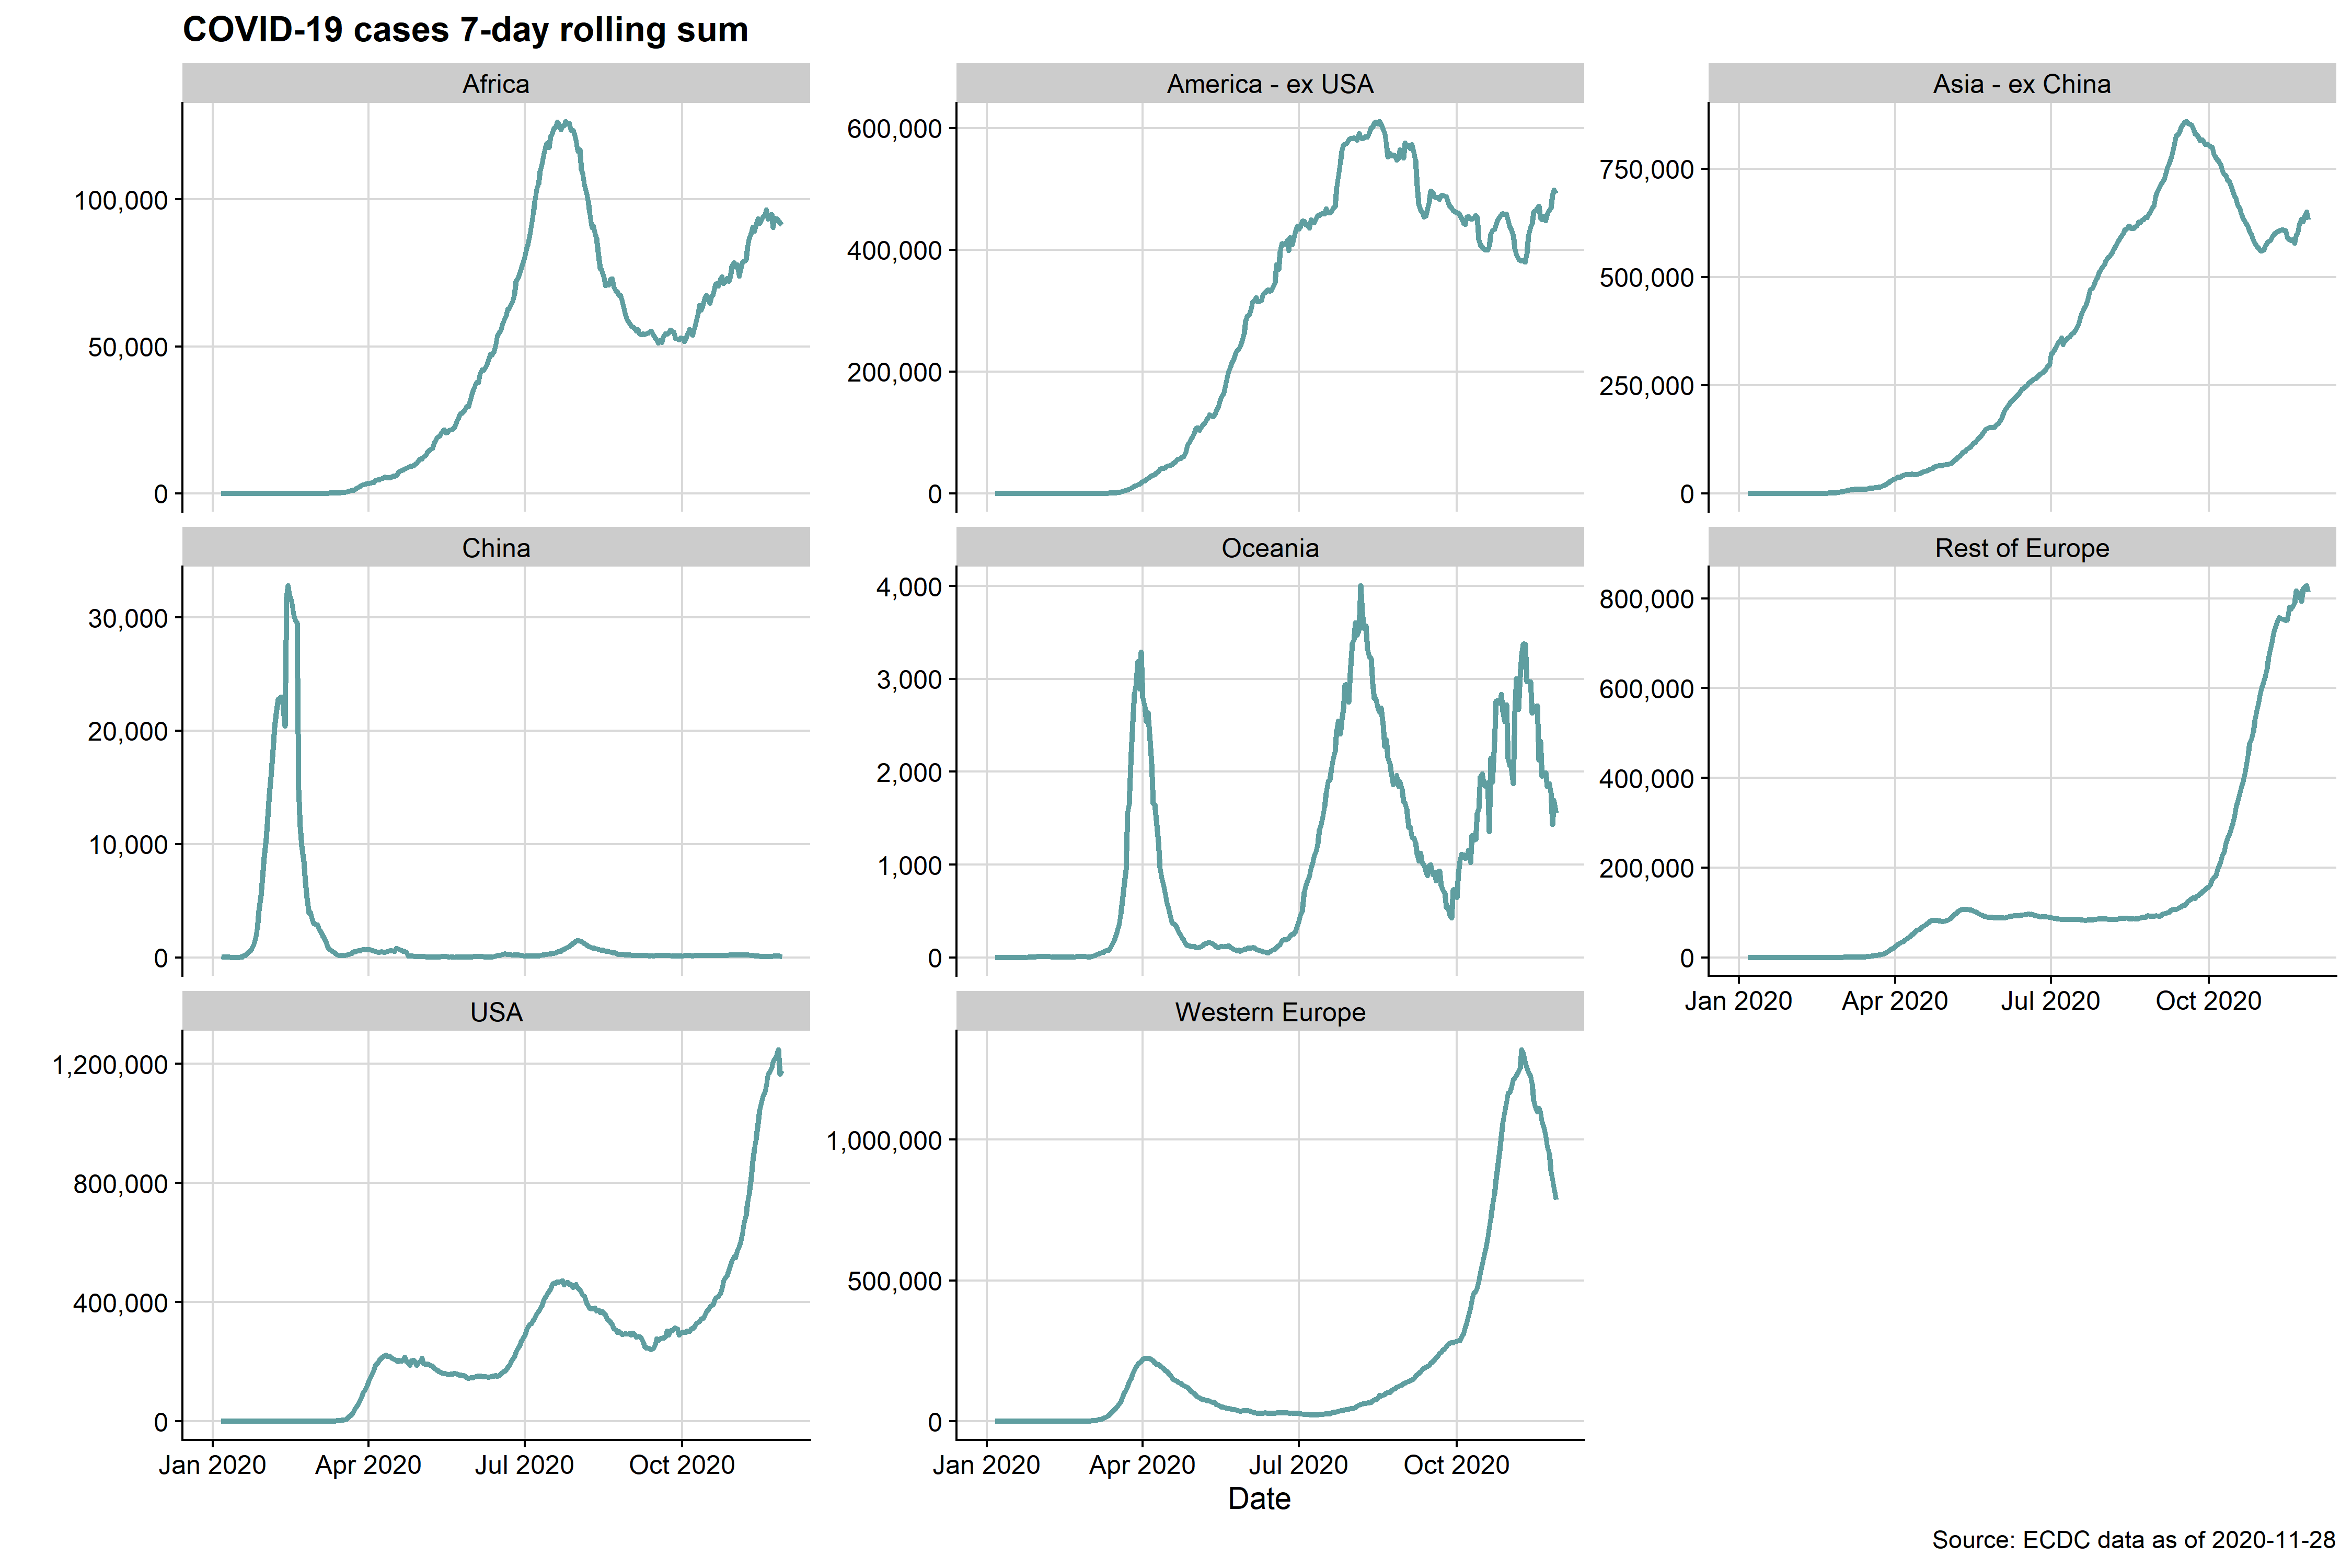 COVID-19 cases 7-day rolling sum
Africa
America - ex USA
Asia - ex China
100,000
50,000
0
600,000
400,000
200,000
0
750,000
500,000
250,000
0
China
Oceania
Rest of Europe
30,000
20,000
10,000
0
4,000
3,000
2,000
1,000
0
800,000
600,000
400,000
200,000
0
Jan 2020 Apr 2020 Jul 2020 Oct 2020
USA
Western Europe
1,200,000
800,000
400,000
0
1,000,000
500,000
0
Jan 2020 Apr 2020 Jul 2020 Oct 2020
Jan 2020 Apr 2020 Jul 2020 Oct 2020
Date
Source: ECDC data as of 2020-11-28